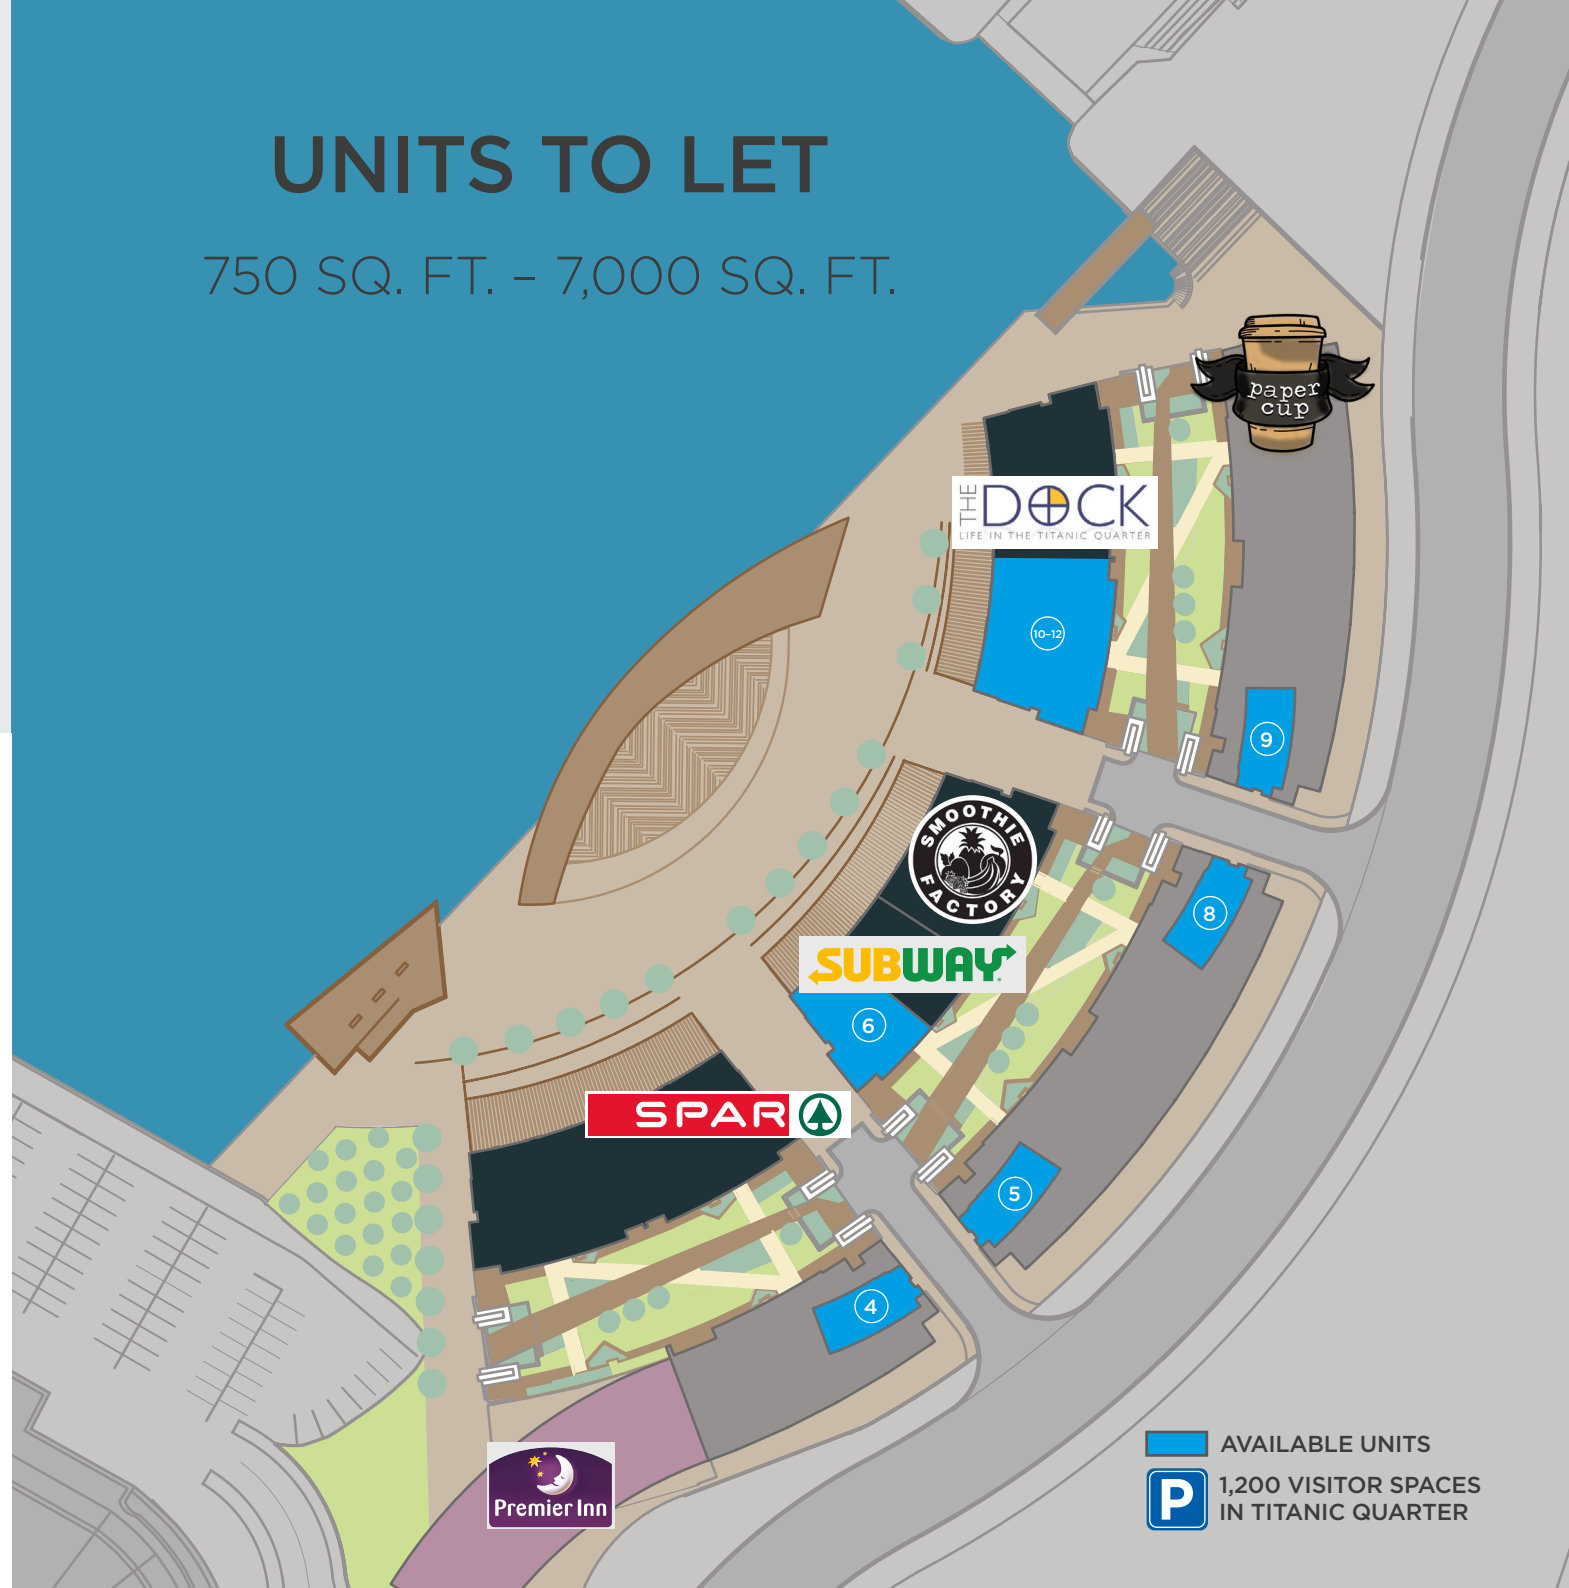 UNITS TO LET
750 SQ. FT. – 7,000 SQ. FT.
paper
cup
THE DOCK
LIFE IN THE TITANIC QUARTER
10-12
9
SMOOTHIE
FACTORY
8
SUBWAY
6
SPAR
5
4
Premier Inn
AVAILABLE UNITS
P
1,200 VISITOR SPACES
IN TITANIC QUARTER